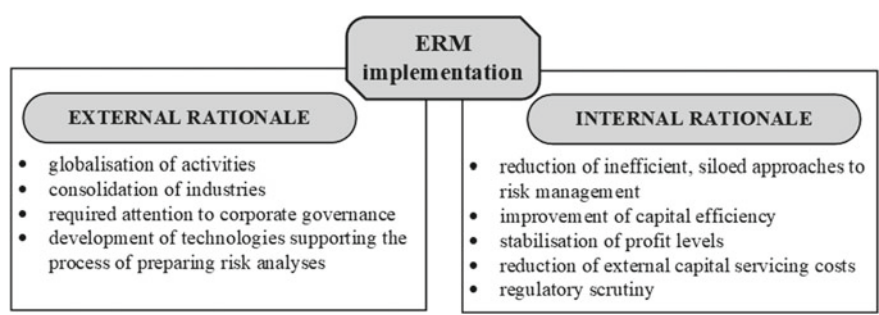 ERM
implementation
EXTERNAL RATIONALE
• globalisation of activities
• consolidation of industries
• required attention to corporate governance
• development of technologies supporting the
process of preparing risk analyses
INTERNAL RATIONALE
• reduction of inefficient, siloed approaches to
risk management
• improvement of capital efficiency
• stabilisation of profit levels
• reduction of external capital servicing costs
• regulatory scrutiny